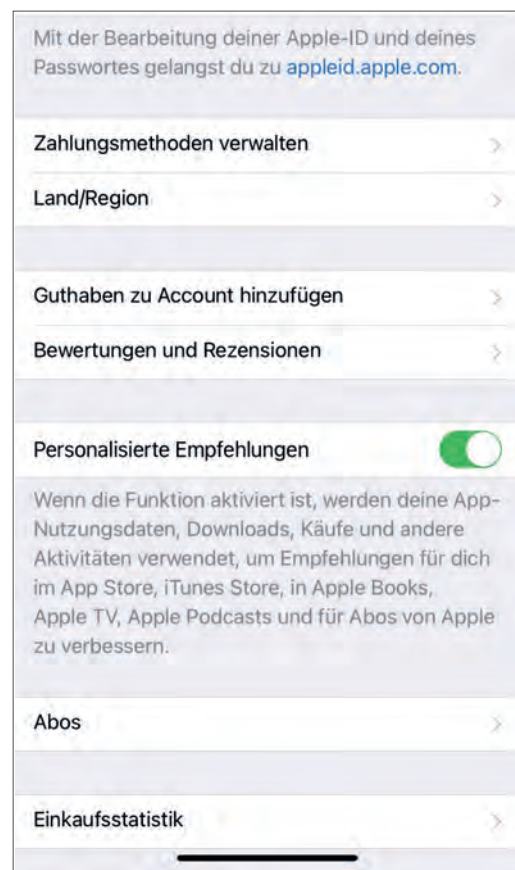 Mit der Bearbeitung deiner Apple-ID und deines
Passwortes gelangst du zu appleid.apple.com.
Zahlungsmethoden verwalten
Land/Region
Guthaben zu Account hinzufügen
Bewertungen und Rezensionen
Personalisierte Empfehlungen
Wenn die Funktion aktiviert ist, werden deine App-
Nutzungsdaten, Downloads, Käufe und andere
Aktivitäten verwendet, um Empfehlungen für dich
im App Store, iTunes Store, in Apple Books,
Apple TV, Apple Podcasts und für Abos von Apple
zu verbessern.
Abos
Einkaufsstatistik